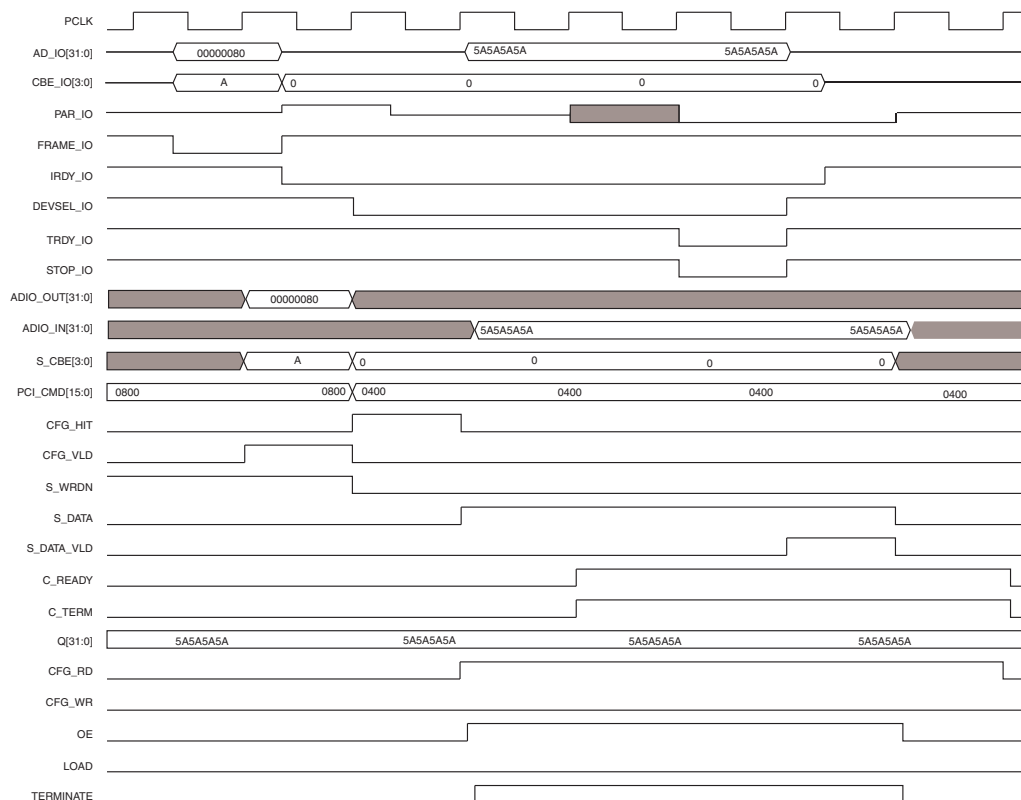 PCLK
AD_IO[31:0] 00000080 5A5A5A5A 5A5A5A5A
CBE_IO[3:0] A 0 0 0 0
PAR_IO
FRAME_IO
IRDY_IO
DEVSEL_IO
TRDY_IO
STOP_IO
ADIO_OUT[31:0] 00000080
ADIO_IN[31:0] 5A5A5A5A 5A5A5A5A
S_CBE[3:0] A 0 0 0 0
PCI_CMD[15:0] 0800 0800 0400 0400 0400 0400
CFG_HIT
CFG_VLD
S_WRDN
S_DATA
S_DATA_VLD
C_READY
C_TERM
Q[31:0] 5A5A5A5A 5A5A5A5A 5A5A5A5A 5A5A5A5A
CFG_RD
CFG_WR
OE
LOAD
TERMINATE